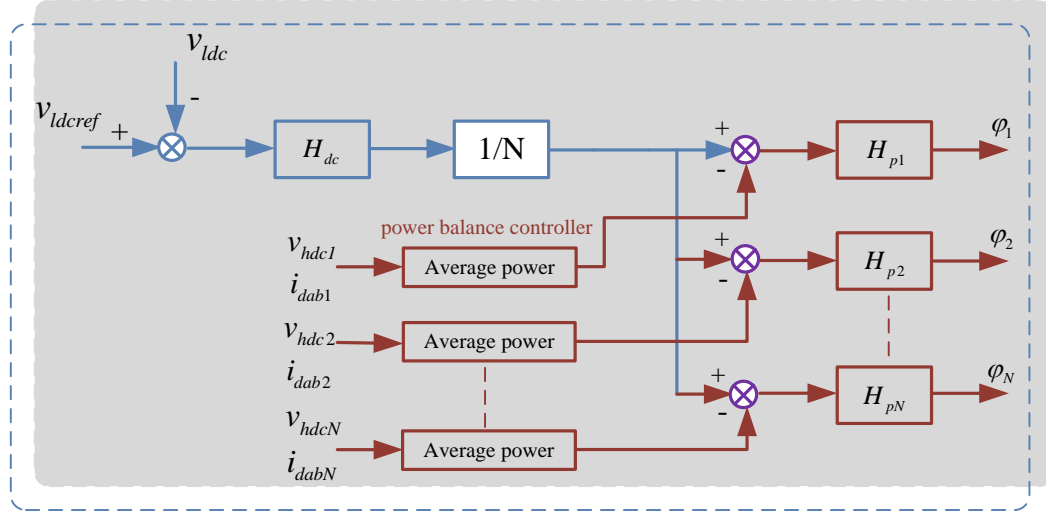 v_ldc
-
v_ldcref +
H_dc
1/N
+
-
H_p1
φ_1
power balance controller
v_hdc1
i_dab1
Average power
+
-
H_p2
φ_2
v_hdc2
i_dab2
Average power
+
-
H_pN
φ_N
v_hdcN
i_dabN
Average power